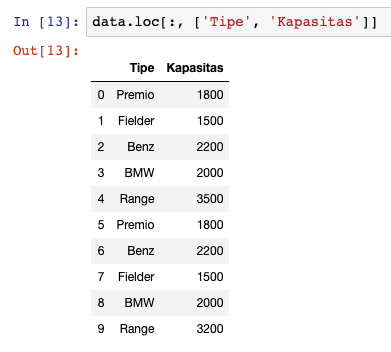 In [13]: data.loc[:, ['Tipe', 'Kapasitas']]
Out[13]:
Tipe Kapasitas
0 Premio 1800
1 Fielder 1500
2 Benz 2200
3 BMW 2000
4 Range 3500
5 Premio 1800
6 Benz 2200
7 Fielder 1500
8 BMW 2000
9 Range 3200